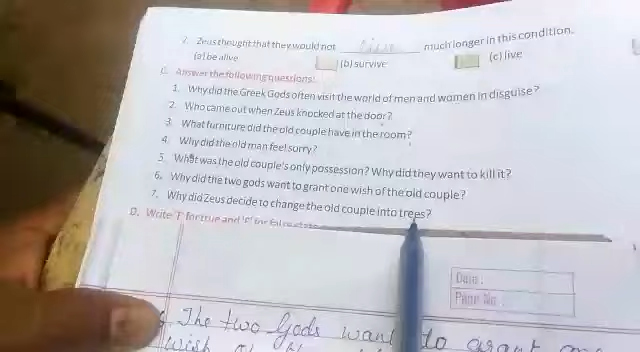 2. Zeus thought that they would not live much longer in this condition.
(a) be alive (b) survive (c) live
C. Answer the following questions:
1. Why did the Greek Gods often visit the world of men and women in disguise?
2. Who came out when Zeus knocked at the door?
3. What furniture did the old couple have in the room?
4. Why did the old man feel sorry?
5. What was the old couple's only possession? Why did they want to kill it?
6. Why did the two gods want to grant one wish of the old couple?
7. Why did Zeus decide to change the old couple into trees?
D. Write 'T' for true and 'F' for false
Date :
Page No :
The two Gods want to grant one
wish